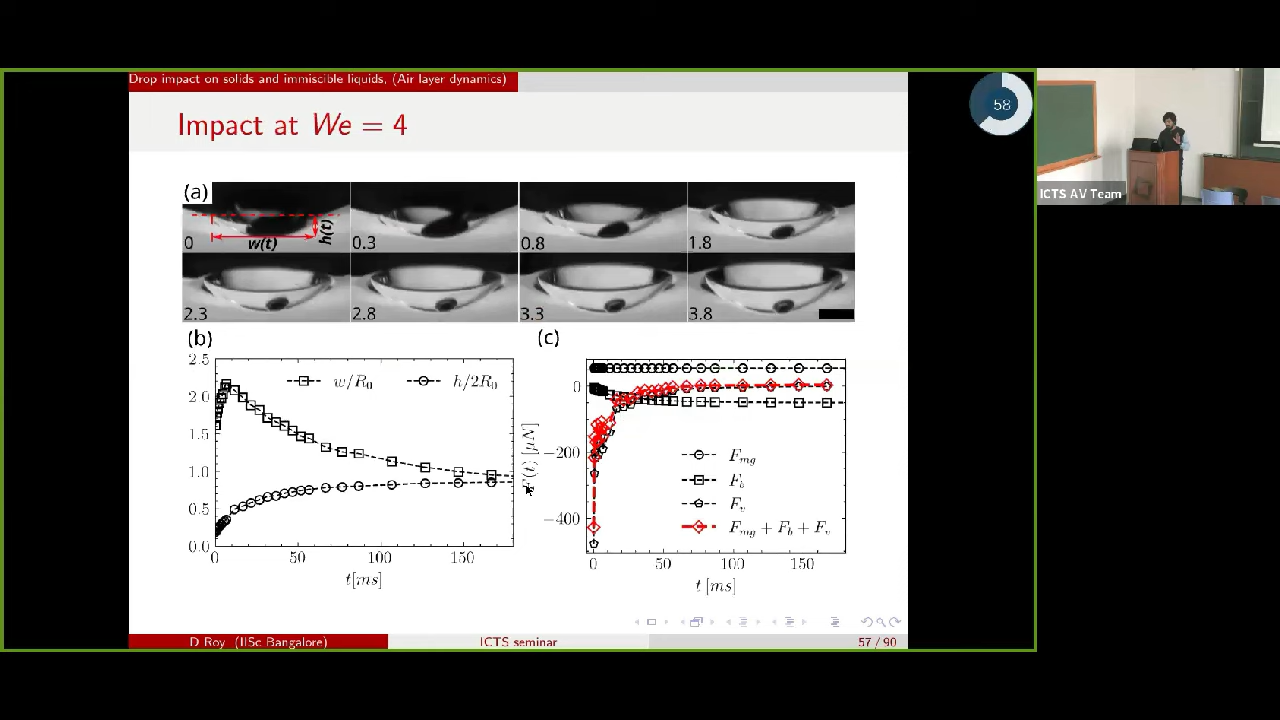 Drop impact on solids and immiscible liquids, (Air layer dynamics)
58
Impact at We = 4
ICTS AV Team
(a)
w(t)
h(t)
0
0.3
0.8
1.8
2.3
2.8
3.3
3.8
(b)
w/R₀
h/2R₀
2.5
2.0
1.5
1.0
0.5
0.0
0 50 100 150
t[ms]
(c)
F(t) [μN]
0
−200
−400
F_mg
F_b
F_v
F_mg + F_b + F_v
0 50 100 150
t [ms]
D Roy (IISc Bangalore) ICTS seminar 57 / 90